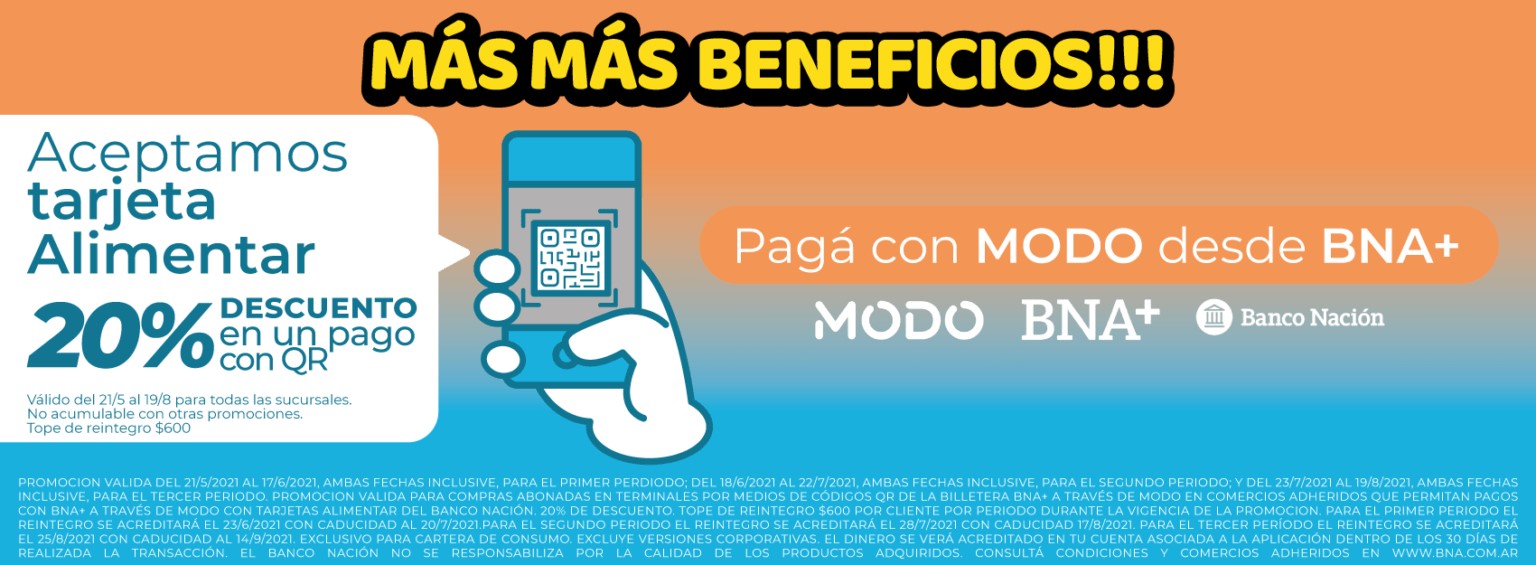 MÁS MÁS BENEFICIOS!!!
Aceptamos
tarjeta
Alimentar
20% DESCUENTO
en un pago
con QR
Válido del 21/5 al 19/8 para todas las sucursales.
No acumulable con otras promociones.
Tope de reintegro $600
Pagá con MODO desde BNA+
MODO BNA+ Banco Nación
PROMOCION VALIDA DEL 21/5/2021 AL 17/6/2021, AMBAS FECHAS INCLUSIVE, PARA EL PRIMER PERDIODO; DEL 18/6/2021 AL 22/7/2021, AMBAS FECHAS INCLUSIVE, PARA EL SEGUNDO PERIODO; Y DEL 23/7/2021 AL 19/8/2021, AMBAS FECHAS
INCLUSIVE, PARA EL TERCER PERIODO. PROMOCION VALIDA PARA COMPRAS ABONADAS EN TERMINALES POR MEDIOS DE CÓDIGOS QR DE LA BILLETERA BNA+ A TRAVÉS DE MODO EN COMERCIOS ADHERIDOS QUE PERMITAN PAGOS
CON BNA+ A TRAVÉS DE MODO CON TARJETAS ALIMENTAR DEL BANCO NACIÓN. 20% DE DESCUENTO. TOPE DE REINTEGRO $600 POR CLIENTE POR PERIODO DURANTE LA VIGENCIA DE LA PROMOCION. PARA EL PRIMER PERIODO EL
REINTEGRO SE ACREDITARÁ EL 23/6/2021 CON CADUCIDAD AL 20/7/2021.PARA EL SEGUNDO PERIODO EL REINTEGRO SE ACREDITARÁ EL 28/7/2021 CON CADUCIDAD 17/8/2021. PARA EL TERCER PERÍODO EL REINTEGRO SE ACREDITARÁ
EL 25/8/2021 CON CADUCIDAD AL 14/9/2021. EXCLUSIVO PARA CARTERA DE CONSUMO. EXCLUYE VERSIONES CORPORATIVAS. EL DINERO SE VERÁ ACREDITADO EN TU CUENTA ASOCIADA A LA APLICACIÓN DENTRO DE LOS 30 DÍAS DE
REALIZADA LA TRANSACCIÓN. EL BANCO NACIÓN NO SE RESPONSABILIZA POR LA CALIDAD DE LOS PRODUCTOS ADQUIRIDOS. CONSULTÁ CONDICIONES Y COMERCIOS ADHERIDOS EN WWW.BNA.COM.AR